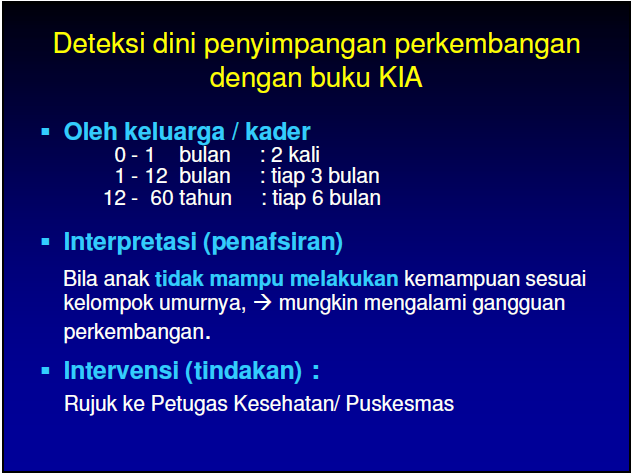 Deteksi dini penyimpangan perkembangan
dengan buku KIA
▪ Oleh keluarga / kader
0 - 1 bulan : 2 kali
1 - 12 bulan : tiap 3 bulan
12 - 60 tahun : tiap 6 bulan
▪ Interpretasi (penafsiran)
Bila anak tidak mampu melakukan kemampuan sesuai
kelompok umurnya, → mungkin mengalami gangguan
perkembangan.
▪ Intervensi (tindakan) :
Rujuk ke Petugas Kesehatan/ Puskesmas